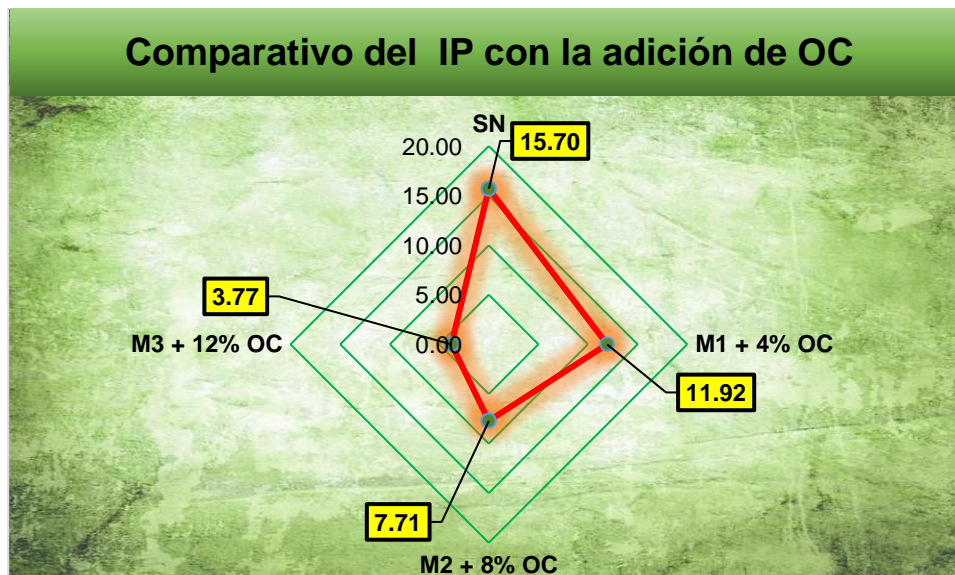 Comparativo del IP con la adición de OC
SN
20.00
15.70
15.00
10.00
5.00
3.77
0.00
M3 + 12% OC
M1 + 4% OC
11.92
7.71
M2 + 8% OC